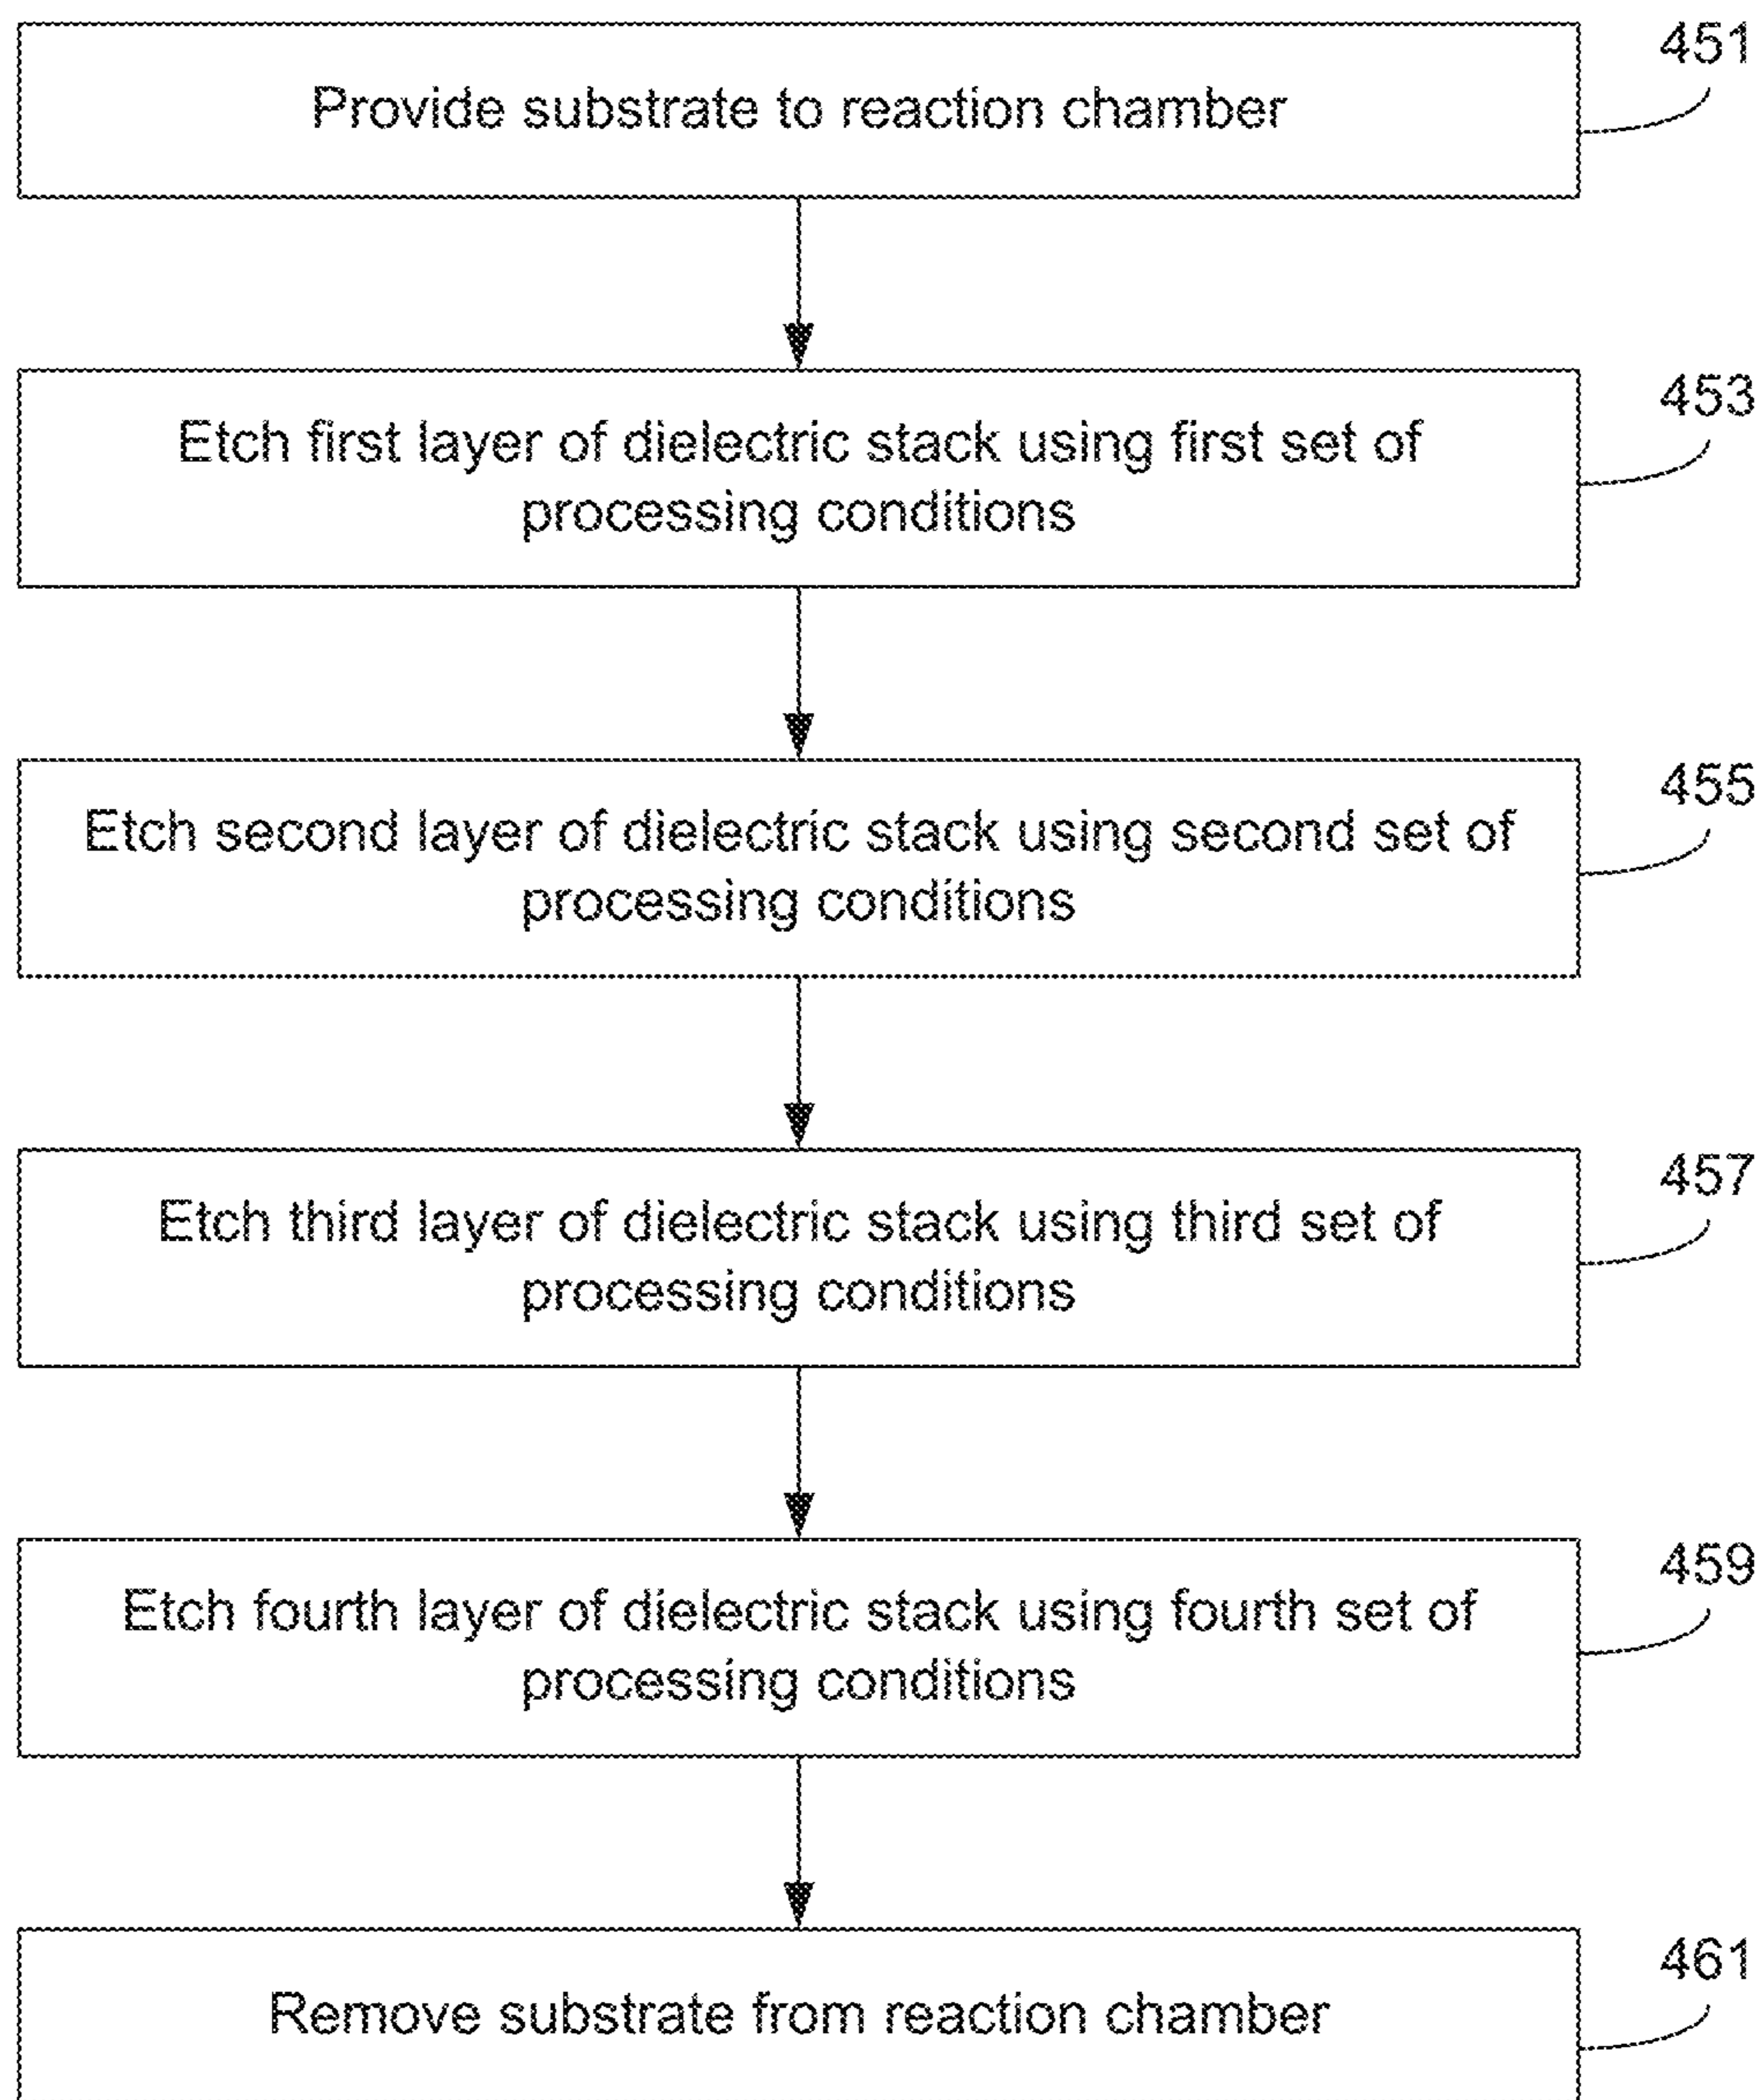 451
Provide substrate to reaction chamber
453
Etch first layer of dielectric stack using first set of
processing conditions
455
Etch second layer of dielectric stack using second set of
processing conditions
457
Etch third layer of dielectric stack using third set of
processing conditions
459
Etch fourth layer of dielectric stack using fourth set of
processing conditions
461
Remove substrate from reaction chamber